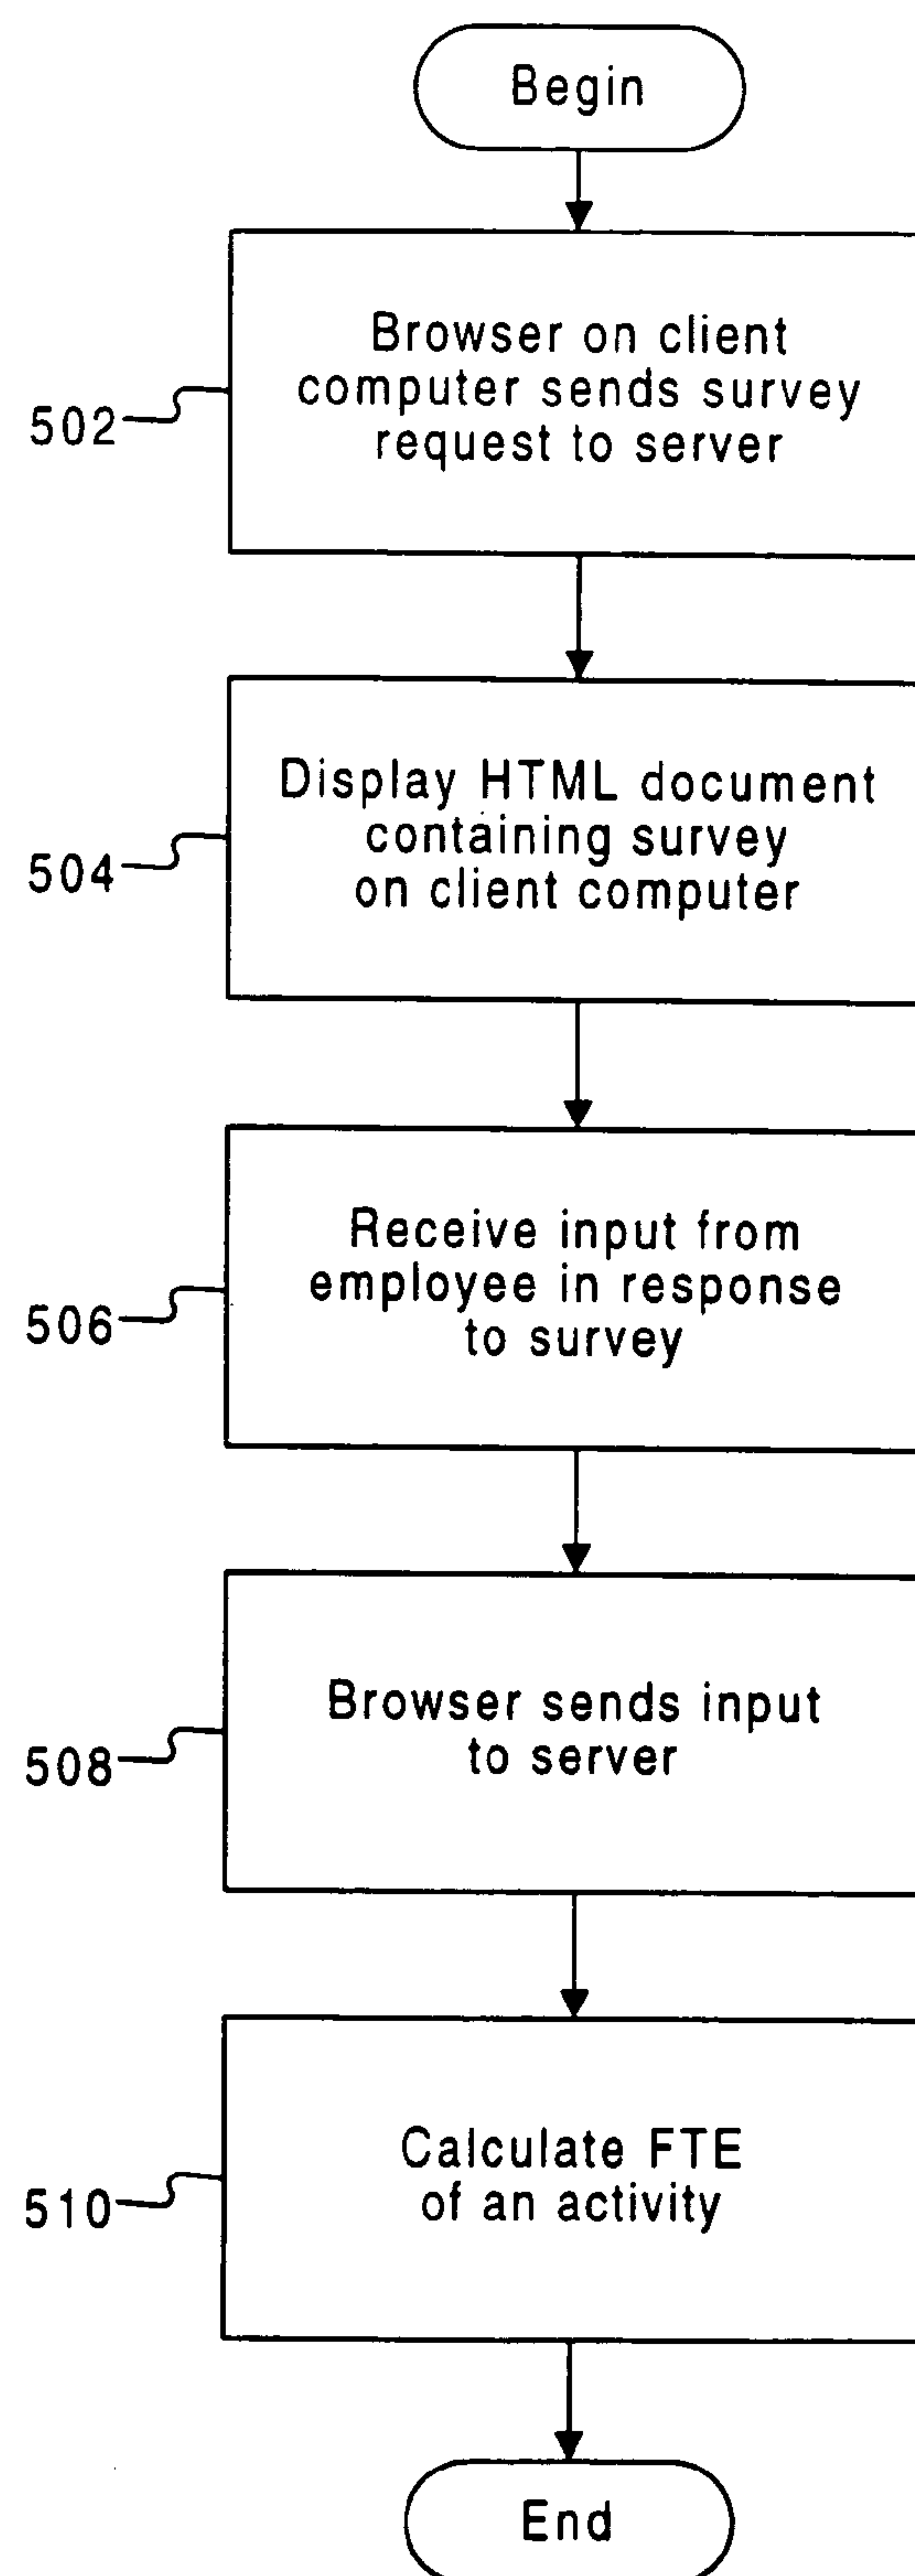 Begin
Browser on client
computer sends survey
request to server
502
Display HTML document
containing survey
on client computer
504
Receive input from
employee in response
to survey
506
Browser sends input
to server
508
Calculate FTE
of an activity
510
End